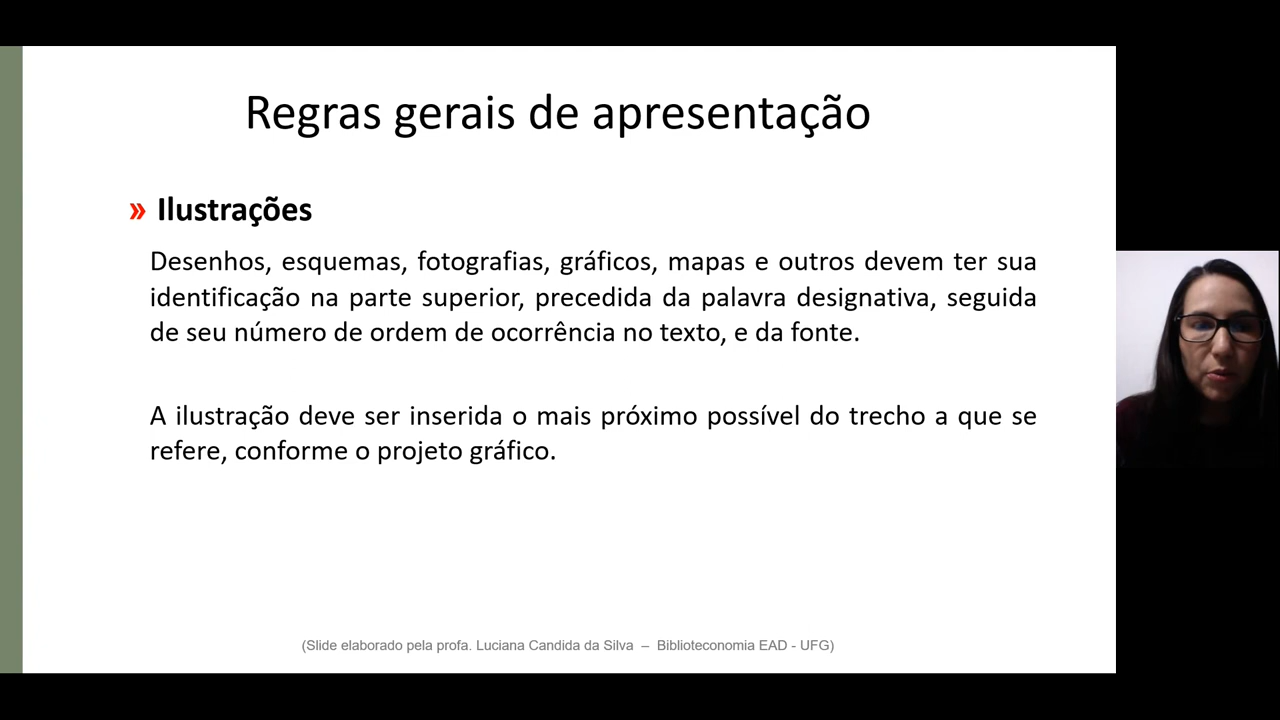 Regras gerais de apresentação
» Ilustrações
Desenhos, esquemas, fotografias, gráficos, mapas e outros devem ter sua
identificação na parte superior, precedida da palavra designativa, seguida
de seu número de ordem de ocorrência no texto, e da fonte.
A ilustração deve ser inserida o mais próximo possível do trecho a que se
refere, conforme o projeto gráfico.
(Slide elaborado pela profa. Luciana Candida da Silva – Biblioteconomia EAD - UFG)